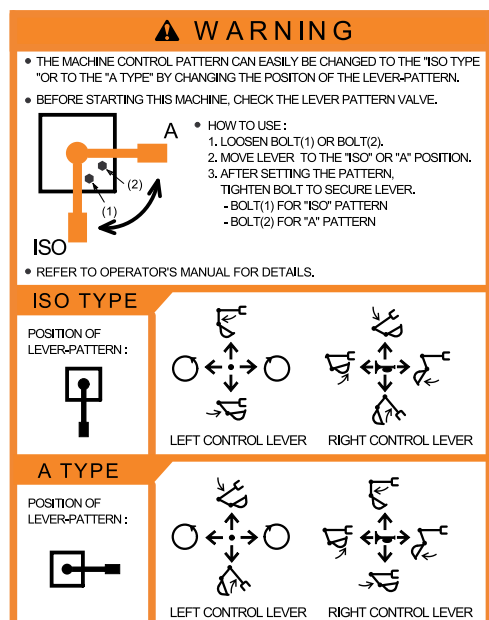 WARNING
• THE MACHINE CONTROL PATTERN CAN EASILY BE CHANGED TO THE "ISO TYPE
"OR TO THE "A TYPE" BY CHANGING THE POSITON OF THE LEVER-PATTERN.
• BEFORE STARTING THIS MACHINE, CHECK THE LEVER PATTERN VALVE.
A
(2)
(1)
ISO
• HOW TO USE :
1. LOOSEN BOLT(1) OR BOLT(2).
2. MOVE LEVER TO THE "ISO" OR "A" POSITION.
3. AFTER SETTING THE PATTERN,
TIGHTEN BOLT TO SECURE LEVER.
- BOLT(1) FOR "ISO" PATTERN
- BOLT(2) FOR "A" PATTERN
• REFER TO OPERATOR'S MANUAL FOR DETAILS.
ISO TYPE
POSITION OF
LEVER-PATTERN :
LEFT CONTROL LEVER
RIGHT CONTROL LEVER
A TYPE
POSITION OF
LEVER-PATTERN :
LEFT CONTROL LEVER
RIGHT CONTROL LEVER